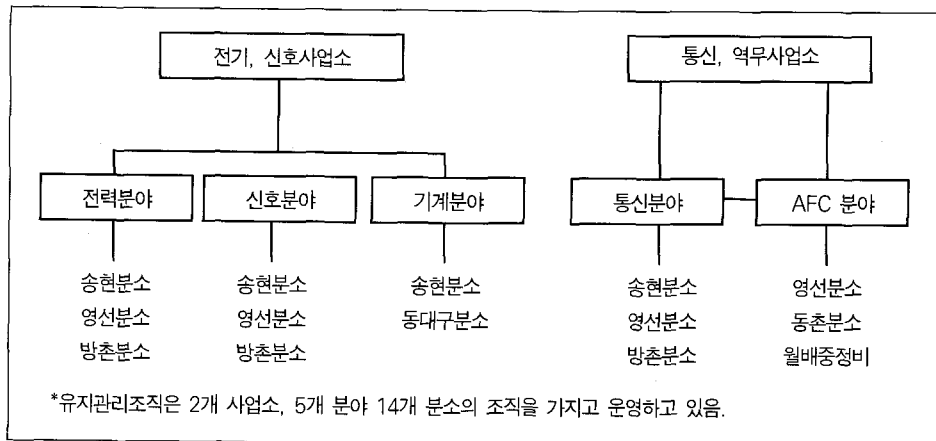 전기, 신호사업소
통신, 역무사업소
전력분야
신호분야
기계분야
통신분야
AFC 분야
송현분소
영선분소
방촌분소
송현분소
영선분소
방촌분소
송현분소
동대구분소
송현분소
영선분소
방촌분소
영선분소
동촌분소
월배중정비
*유지관리조직은 2개 사업소, 5개 분야 14개 분소의 조직을 가지고 운영하고 있음.